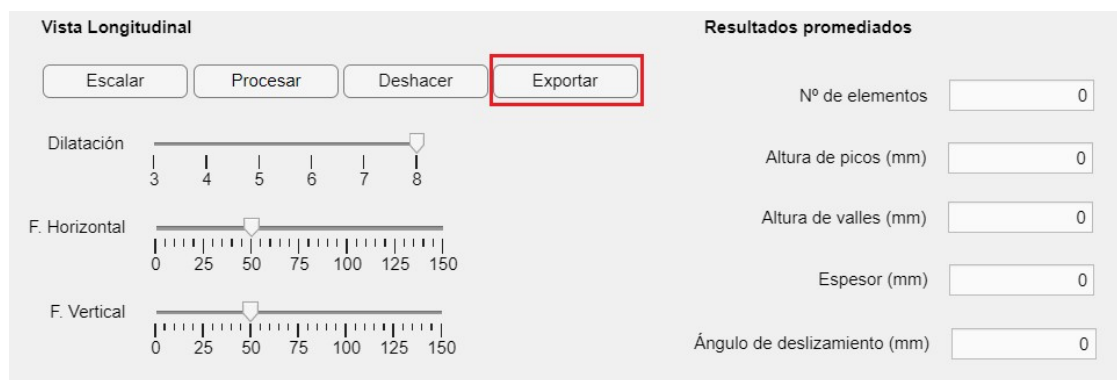 Vista Longitudinal
Escalar Procesar Deshacer Exportar
Dilatación
3 4 5 6 7 8
F. Horizontal
0 25 50 75 100 125 150
F. Vertical
0 25 50 75 100 125 150
Resultados promediados
Nº de elementos 0
Altura de picos (mm) 0
Altura de valles (mm) 0
Espesor (mm) 0
Ángulo de deslizamiento (mm) 0